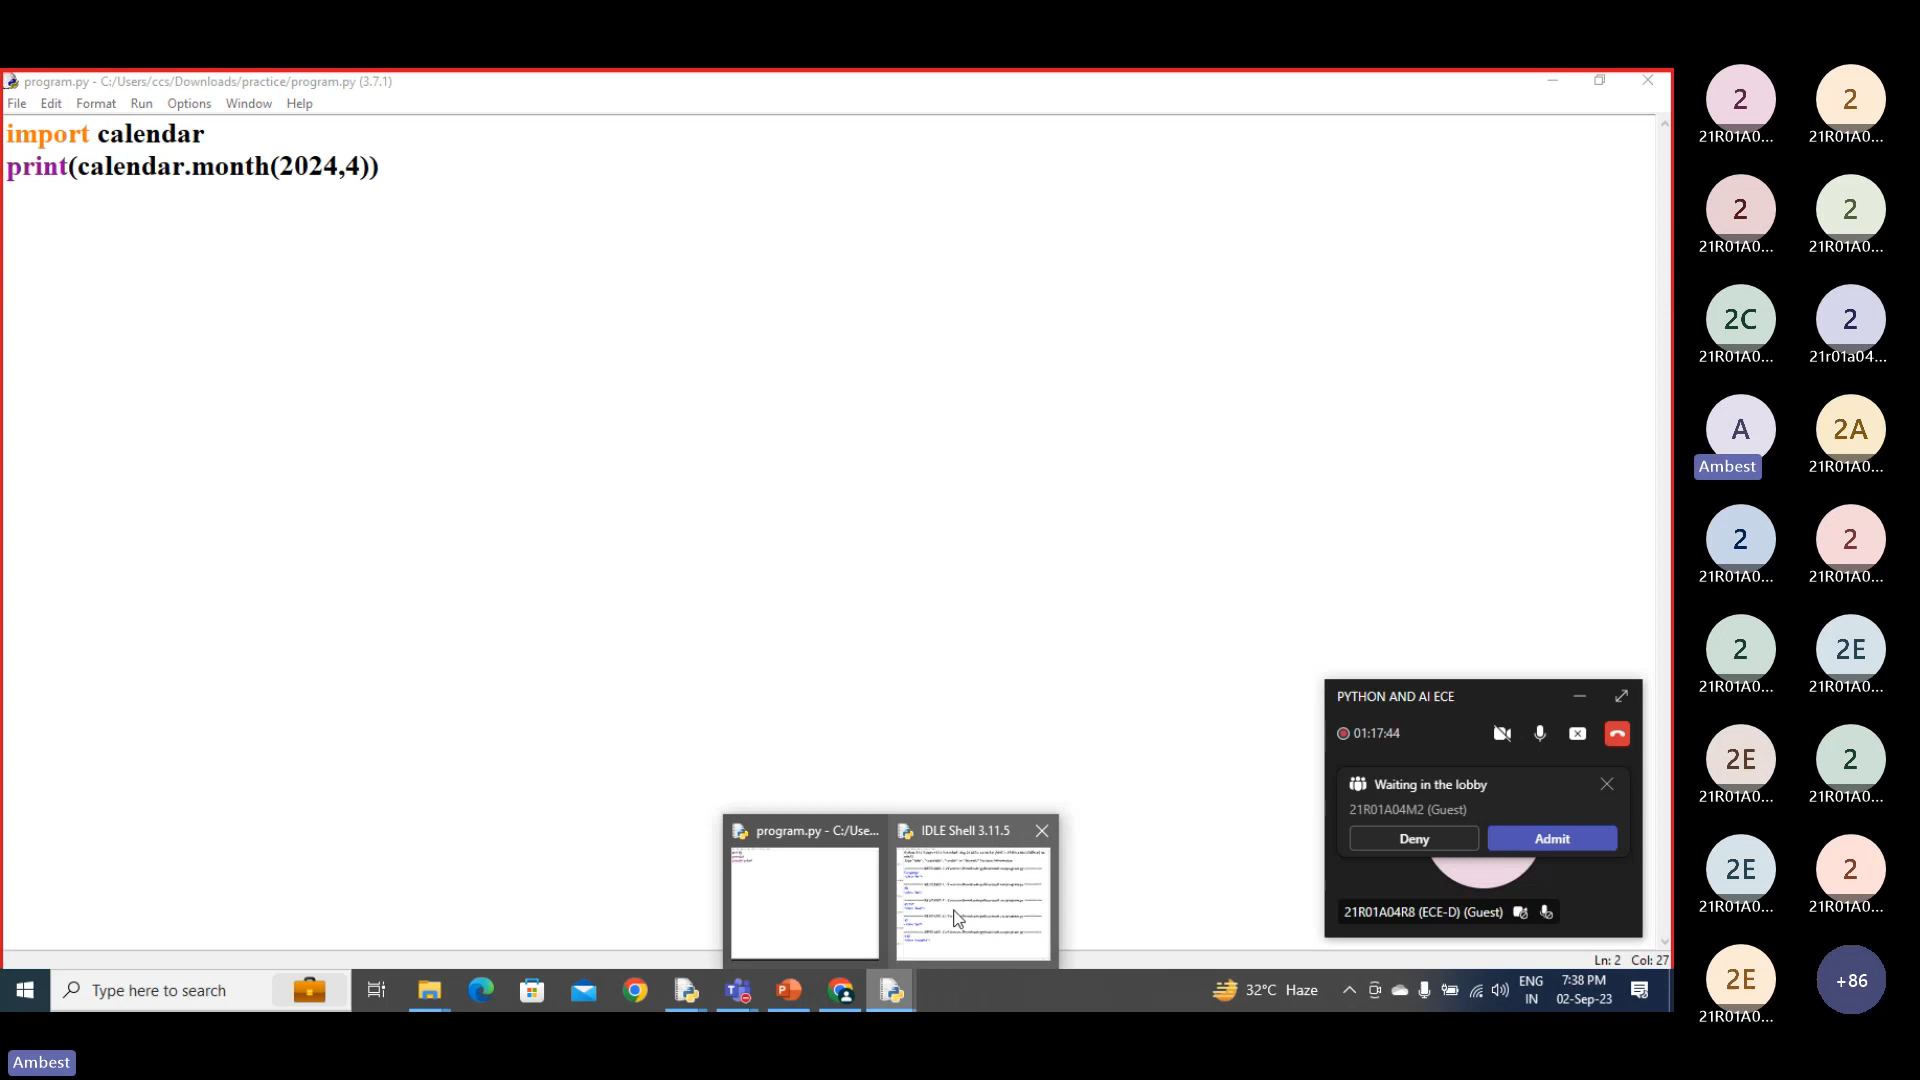 program.py - C:/Users/ccs/Downloads/practice/program.py (3.7.1)
File Edit Format Run Options Window Help
import calendar
print(calendar.month(2024,4))
2 2
21R01A0... 21R01A0...
2 2
21R01A0... 21R01A0...
2C 2
21R01A0... 21r01a04...
A 2A
Ambest 21R01A0...
2 2
21R01A0... 21R01A0...
2 2E
21R01A0... 21R01A0...
2E 2
21R01A0... 21R01A0...
2E 2
21R01A0... 21R01A0...
2E +86
21R01A0...
PYTHON AND AI ECE
01:17:44
Waiting in the lobby
21R01A04M2 (Guest)
Deny Admit
21R01A04R8 (ECE-D) (Guest)
program.py - C:/Use... IDLE Shell 3.11.5
Ln: 2 Col: 27
Type here to search
32°C Haze
ENG
IN
7:38 PM
02-Sep-23
Ambest